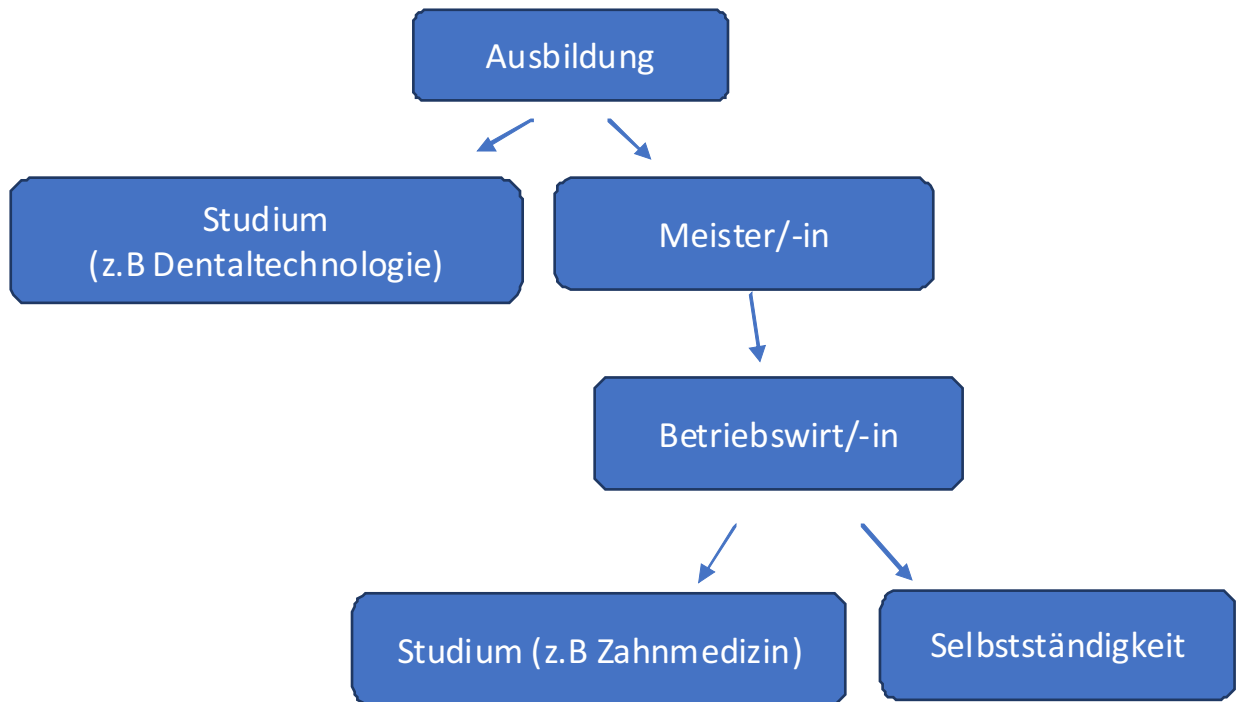 Ausbildung
Studium
(z.B Dentaltechnologie)
Meister/-in
Betriebswirt/-in
Studium (z.B Zahnmedizin)
Selbstständigkeit